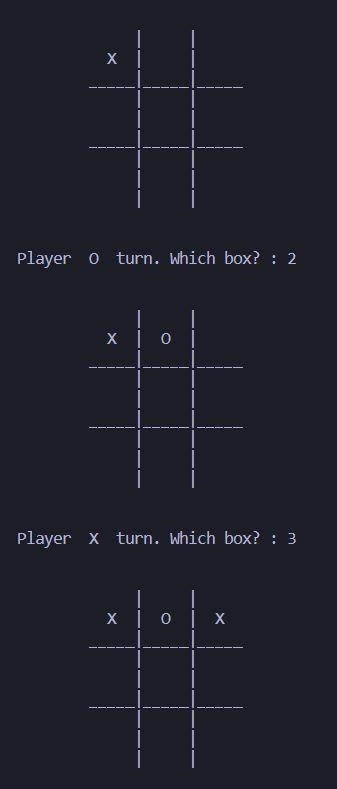 X
Player O turn. Which box? : 2
X O
Player X turn. Which box? : 3
X O X